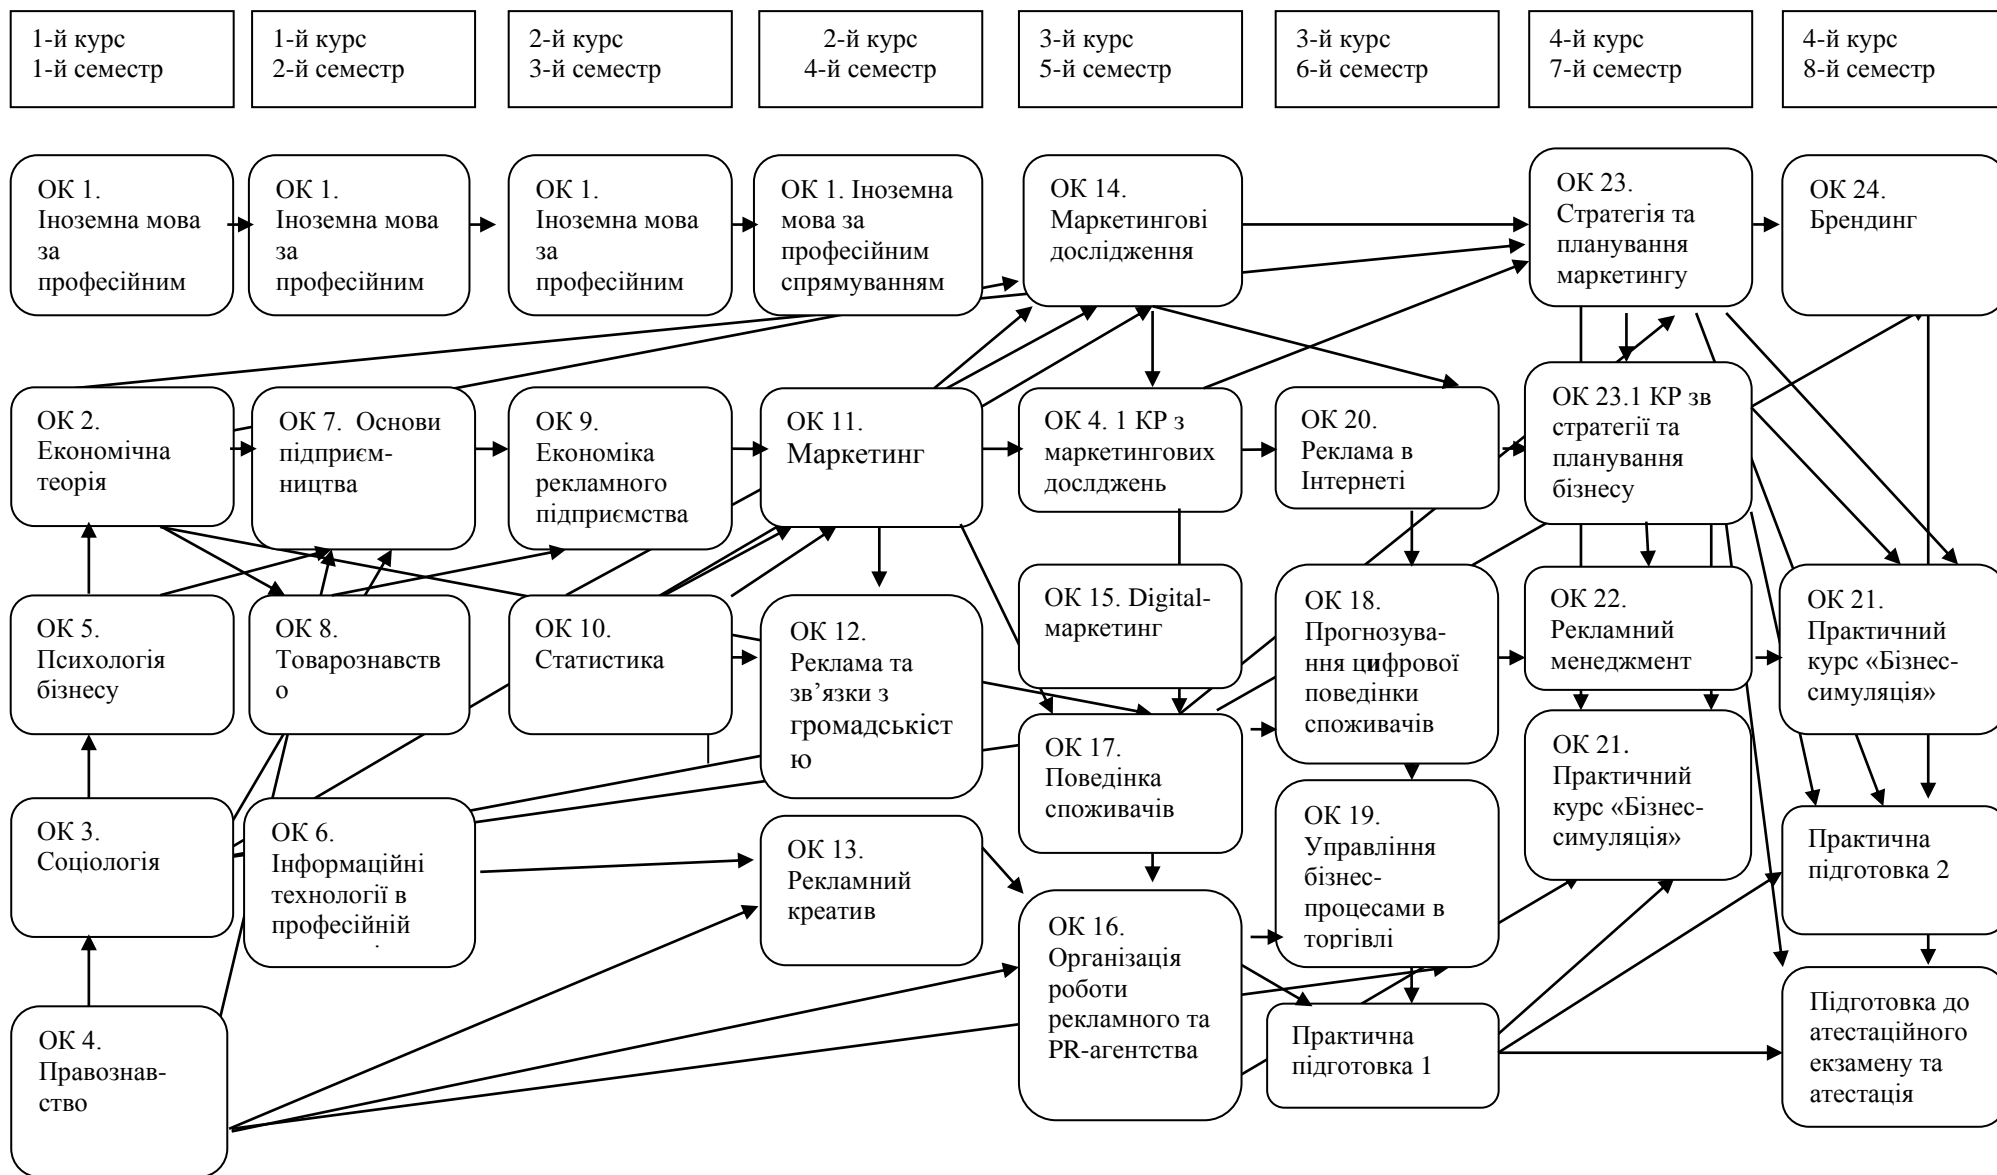 1-й курс
1-й семестр
1-й курс
2-й семестр
2-й курс
3-й семестр
2-й курс
4-й семестр
3-й курс
5-й семестр
3-й курс
6-й семестр
4-й курс
7-й семестр
4-й курс
8-й семестр
ОК 1.
Іноземна мова
за
професійним
ОК 1.
Іноземна мова
за
професійним
ОК 1.
Іноземна мова
за
професійним
ОК 1. Іноземна
мова за
професійним
спрямуванням
ОК 14.
Маркетингові
дослідження
ОК 23.
Стратегія та
планування
маркетингу
ОК 24.
Брендинг
ОК 2.
Економічна
теорія
ОК 7. Основи
підприєм-
ництва
ОК 9.
Економіка
рекламного
підприємства
ОК 11.
Маркетинг
ОК 4. 1 КР з
маркетингових
дослджень
ОК 20.
Реклама в
Інтернеті
ОК 23.1 КР зв
стратегії та
планування
бізнесу
ОК 5.
Психологія
бізнесу
ОК 8.
Товарознавств
о
ОК 10.
Статистика
ОК 12.
Реклама та
зв’язки з
громадськіст
ю
ОК 15. Digital-
маркетинг
ОК 18.
Прогнозува-
ння цифрової
поведінки
споживачів
ОК 22.
Рекламний
менеджмент
ОК 21.
Практичний
курс «Бізнес-
симуляція»
ОК 17.
Поведінка
споживачів
ОК 21.
Практичний
курс «Бізнес-
симуляція»
ОК 3.
Соціологія
ОК 6.
Інформаційні
технології в
професійній
ОК 13.
Рекламний
креатив
ОК 19.
Управління
бізнес-
процесами в
торгівлі
Практична
підготовка 2
ОК 16.
Організація
роботи
рекламного та
PR-агентства
ОК 4.
Правознав-
ство
Практична
підготовка 1
Підготовка до
атестаційного
екзамену та
атестація